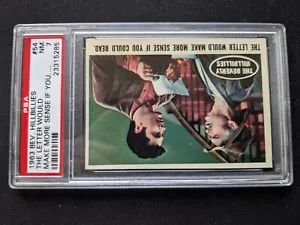 1963 BEV. HILLBILLIES
THE LETTER WOULD
MAKE MORE SENSE IF YOU....
#54
NM
7
23315285
PSA
THE BEVERLY
HILLBILLIES
THE LETTER WOULD MAKE MORE SENSE IF YOU COULD READ.